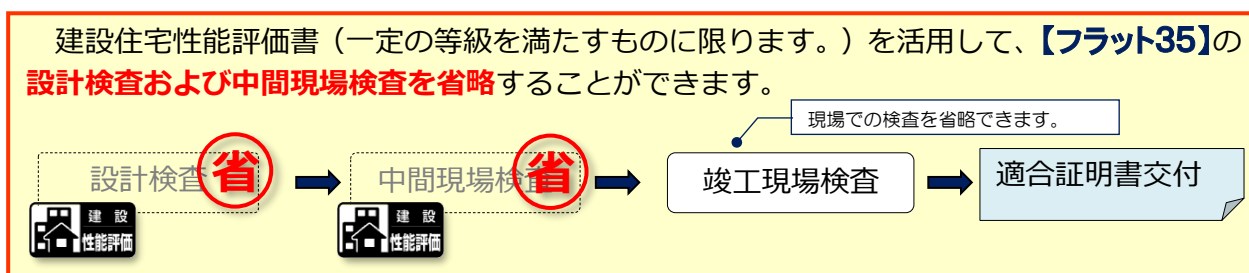 建設住宅性能評価書（一定の等級を満たすものに限ります。）を活用して、【フラット35】の
設計検査および中間現場検査を省略することができます。
現場での検査を省略できます。
設計検査 省
中間現場検査 省
竣工現場検査
適合証明書交付
建設
性能評価
建設
性能評価